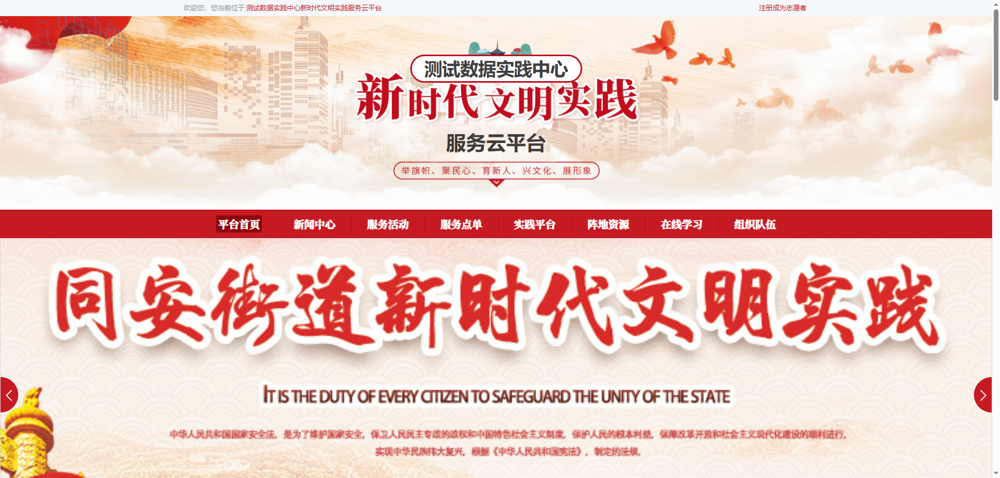 欢迎您，您当前位于 测试数据实践中心新时代文明实践服务云平台
注册成为志愿者
测试数据实践中心
新时代文明实践
服务云平台
举旗帜、聚民心、育新人、兴文化、展形象
平台首页 新闻中心 服务活动 服务点单 实践平台 阵地资源 在线学习 组织队伍
同安街道新时代文明实践
IT IS THE DUTY OF EVERY CITIZEN TO SAFEGUARD THE UNITY OF THE STATE
中华人民共和国国家安全法，是为了维护国家安全，保卫人民民主专政的政权和中国特色社会主义制度，保护人民的根本利益，保障改革开放和社会主义现代化建设的顺利进行，
实现中华民族伟大复兴，根据《中华人民共和国宪法》，制定的法规。